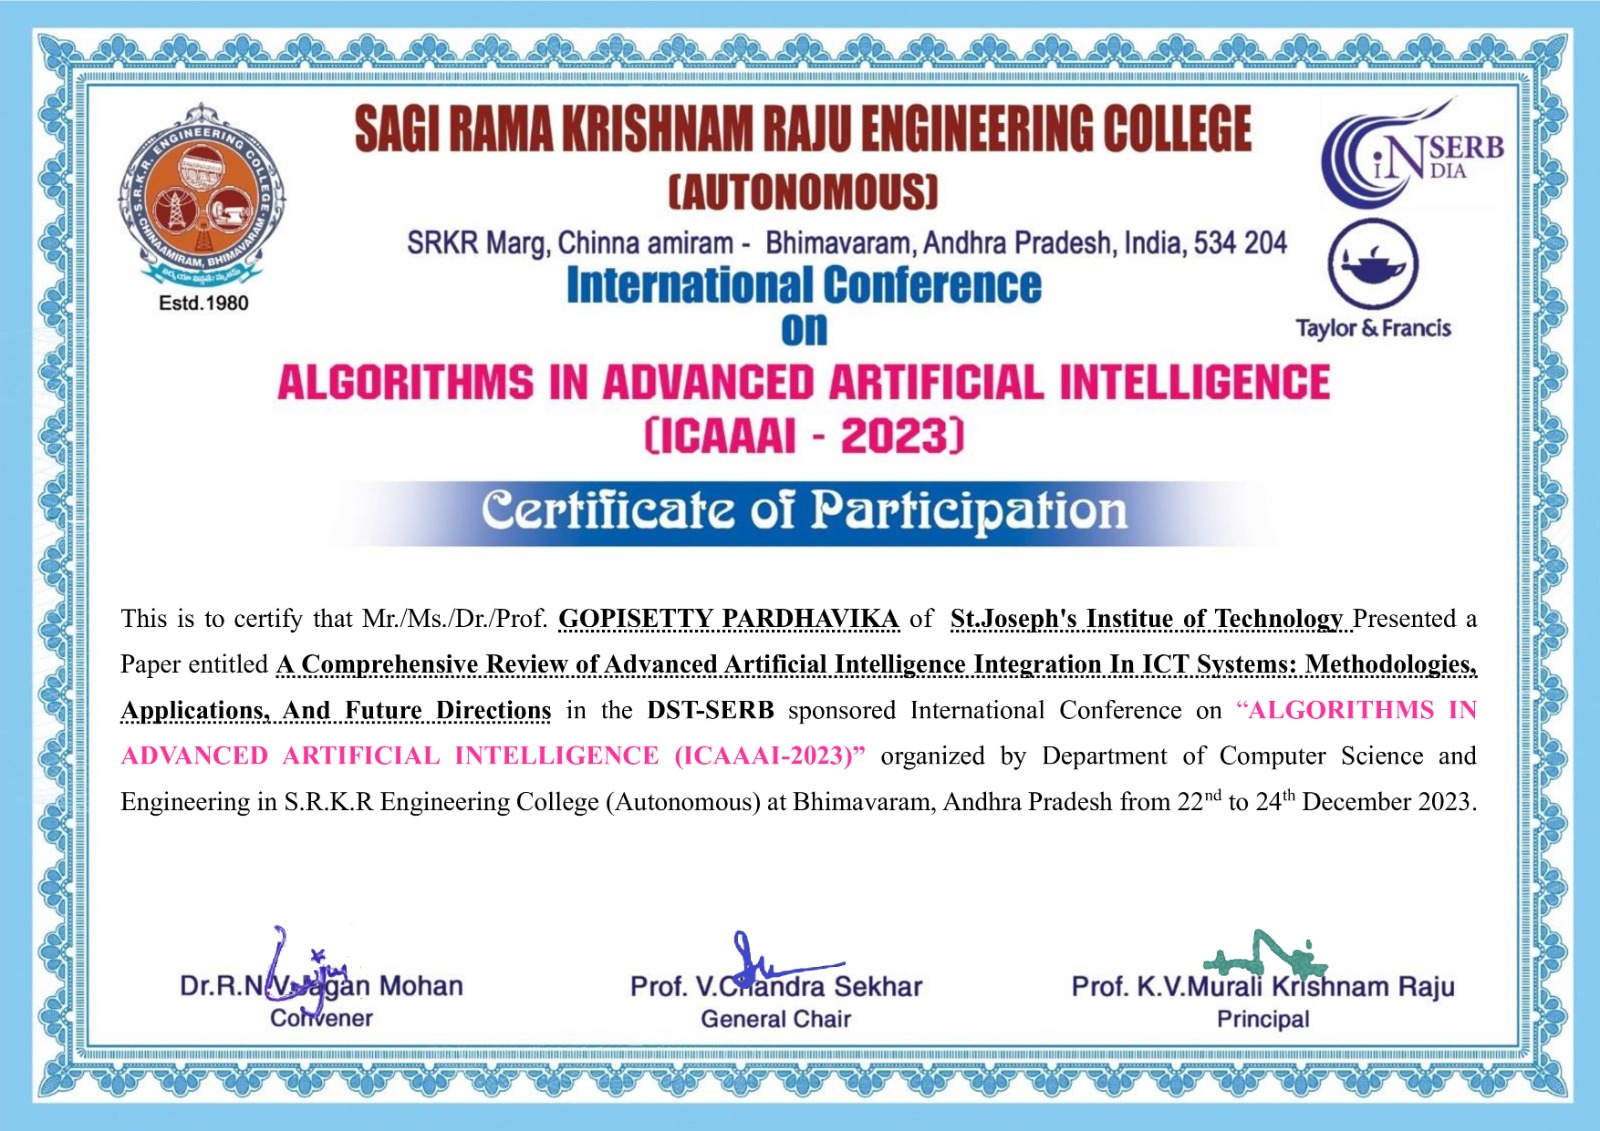 SAGI RAMA KRISHNAM RAJU ENGINEERING COLLEGE
(AUTONOMOUS)
SRKR Marg, Chinna amiram - Bhimavaram, Andhra Pradesh, India, 534 204
International Conference
on
ALGORITHMS IN ADVANCED ARTIFICIAL INTELLIGENCE
(ICAAAI - 2023)
S.R.K.R. ENGINEERING COLLEGE
CHINAAMIRAM, BHIMAVARAM
Estd.1980
SERB
iNDIA
Taylor & Francis
Certificate of Participation
This is to certify that Mr./Ms./Dr./Prof. GOPISETTY PARDHAVIKA of St.Joseph's Institue of Technology Presented a
Paper entitled A Comprehensive Review of Advanced Artificial Intelligence Integration In ICT Systems: Methodologies,
Applications, And Future Directions in the DST-SERB sponsored International Conference on “ALGORITHMS IN
ADVANCED ARTIFICIAL INTELLIGENCE (ICAAAI-2023)” organized by Department of Computer Science and
Engineering in S.R.K.R Engineering College (Autonomous) at Bhimavaram, Andhra Pradesh from 22nd to 24th December 2023.
Dr.R.N.V.Jagan Mohan
Convener
Prof. V.Chandra Sekhar
General Chair
Prof. K.V.Murali Krishnam Raju
Principal